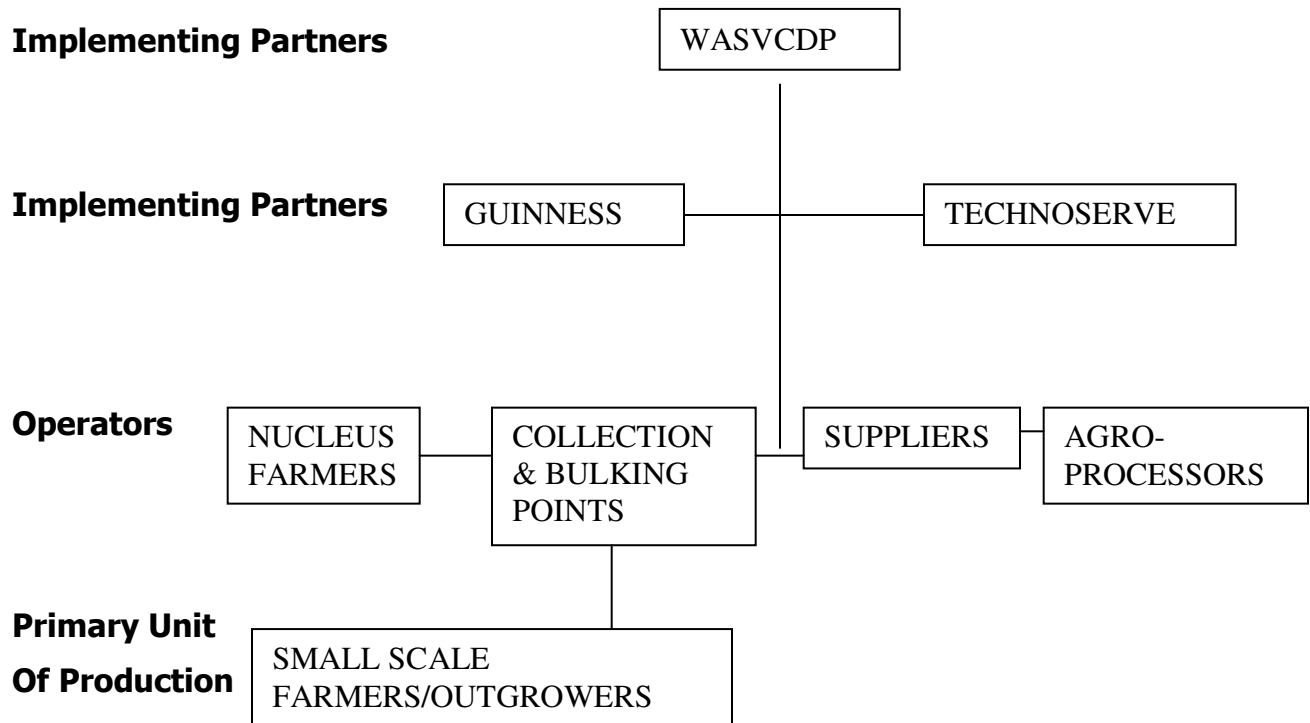 Implementing Partners
WASVCDP
Implementing Partners
GUINNESS
TECHNOSERVE
Operators
NUCLEUS
FARMERS
COLLECTION
& BULKING
POINTS
SUPPLIERS
AGRO-
PROCESSORS
Primary Unit
Of Production
SMALL SCALE
FARMERS/OUTGROWERS